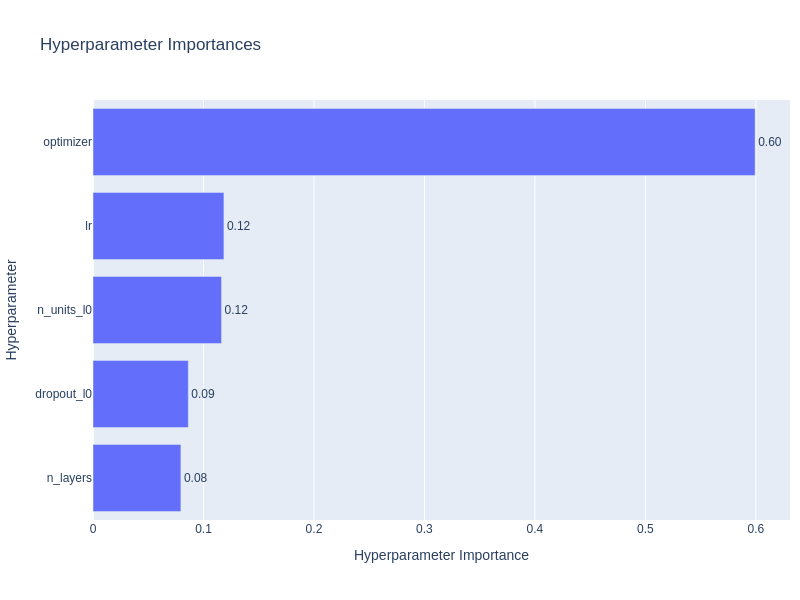 Hyperparameter Importances
Hyperparameter
optimizer
0.60
lr
0.12
n_units_l0
0.12
dropout_l0
0.09
n_layers
0.08
0
0.1
0.2
0.3
0.4
0.5
0.6
Hyperparameter Importance